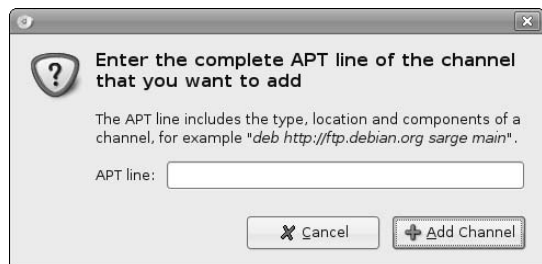 Enter the complete APT line of the channel
that you want to add
The APT line includes the type, location and components of a
channel, for example "deb http://ftp.debian.org sarge main".
APT line:
Cancel
Add Channel